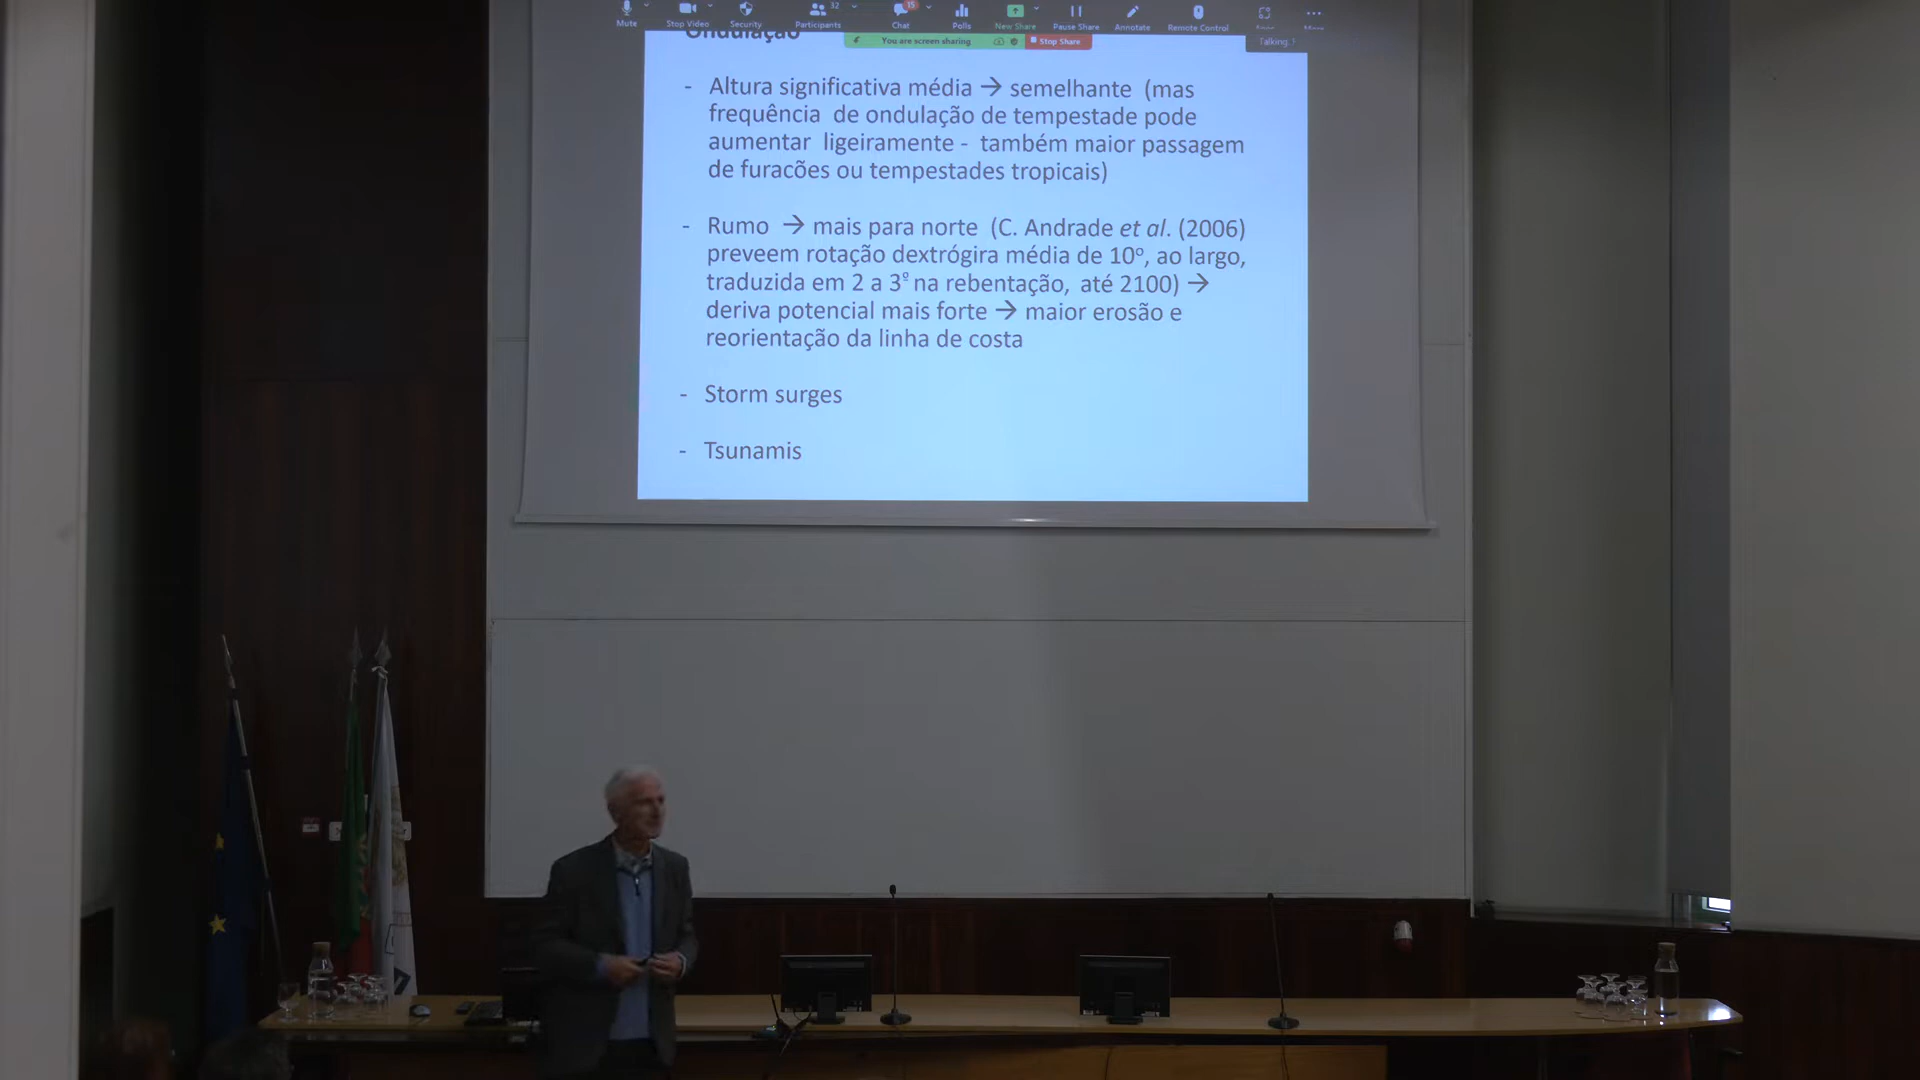 Mute
Stop Video
Security
Participants
32
Chat
15
Polls
New Share
Pause Share
Annotate
Remote Control
You are screen sharing
Stop Share
Talking:
Ondulação
- Altura significativa média → semelhante (mas
frequência de ondulação de tempestade pode
aumentar ligeiramente - também maior passagem
de furacões ou tempestades tropicais)
- Rumo → mais para norte (C. Andrade et al. (2006)
preveem rotação dextrógira média de 10º, ao largo,
traduzida em 2 a 3º na rebentação, até 2100) →
deriva potencial mais forte → maior erosão e
reorientação da linha de costa
- Storm surges
- Tsunamis